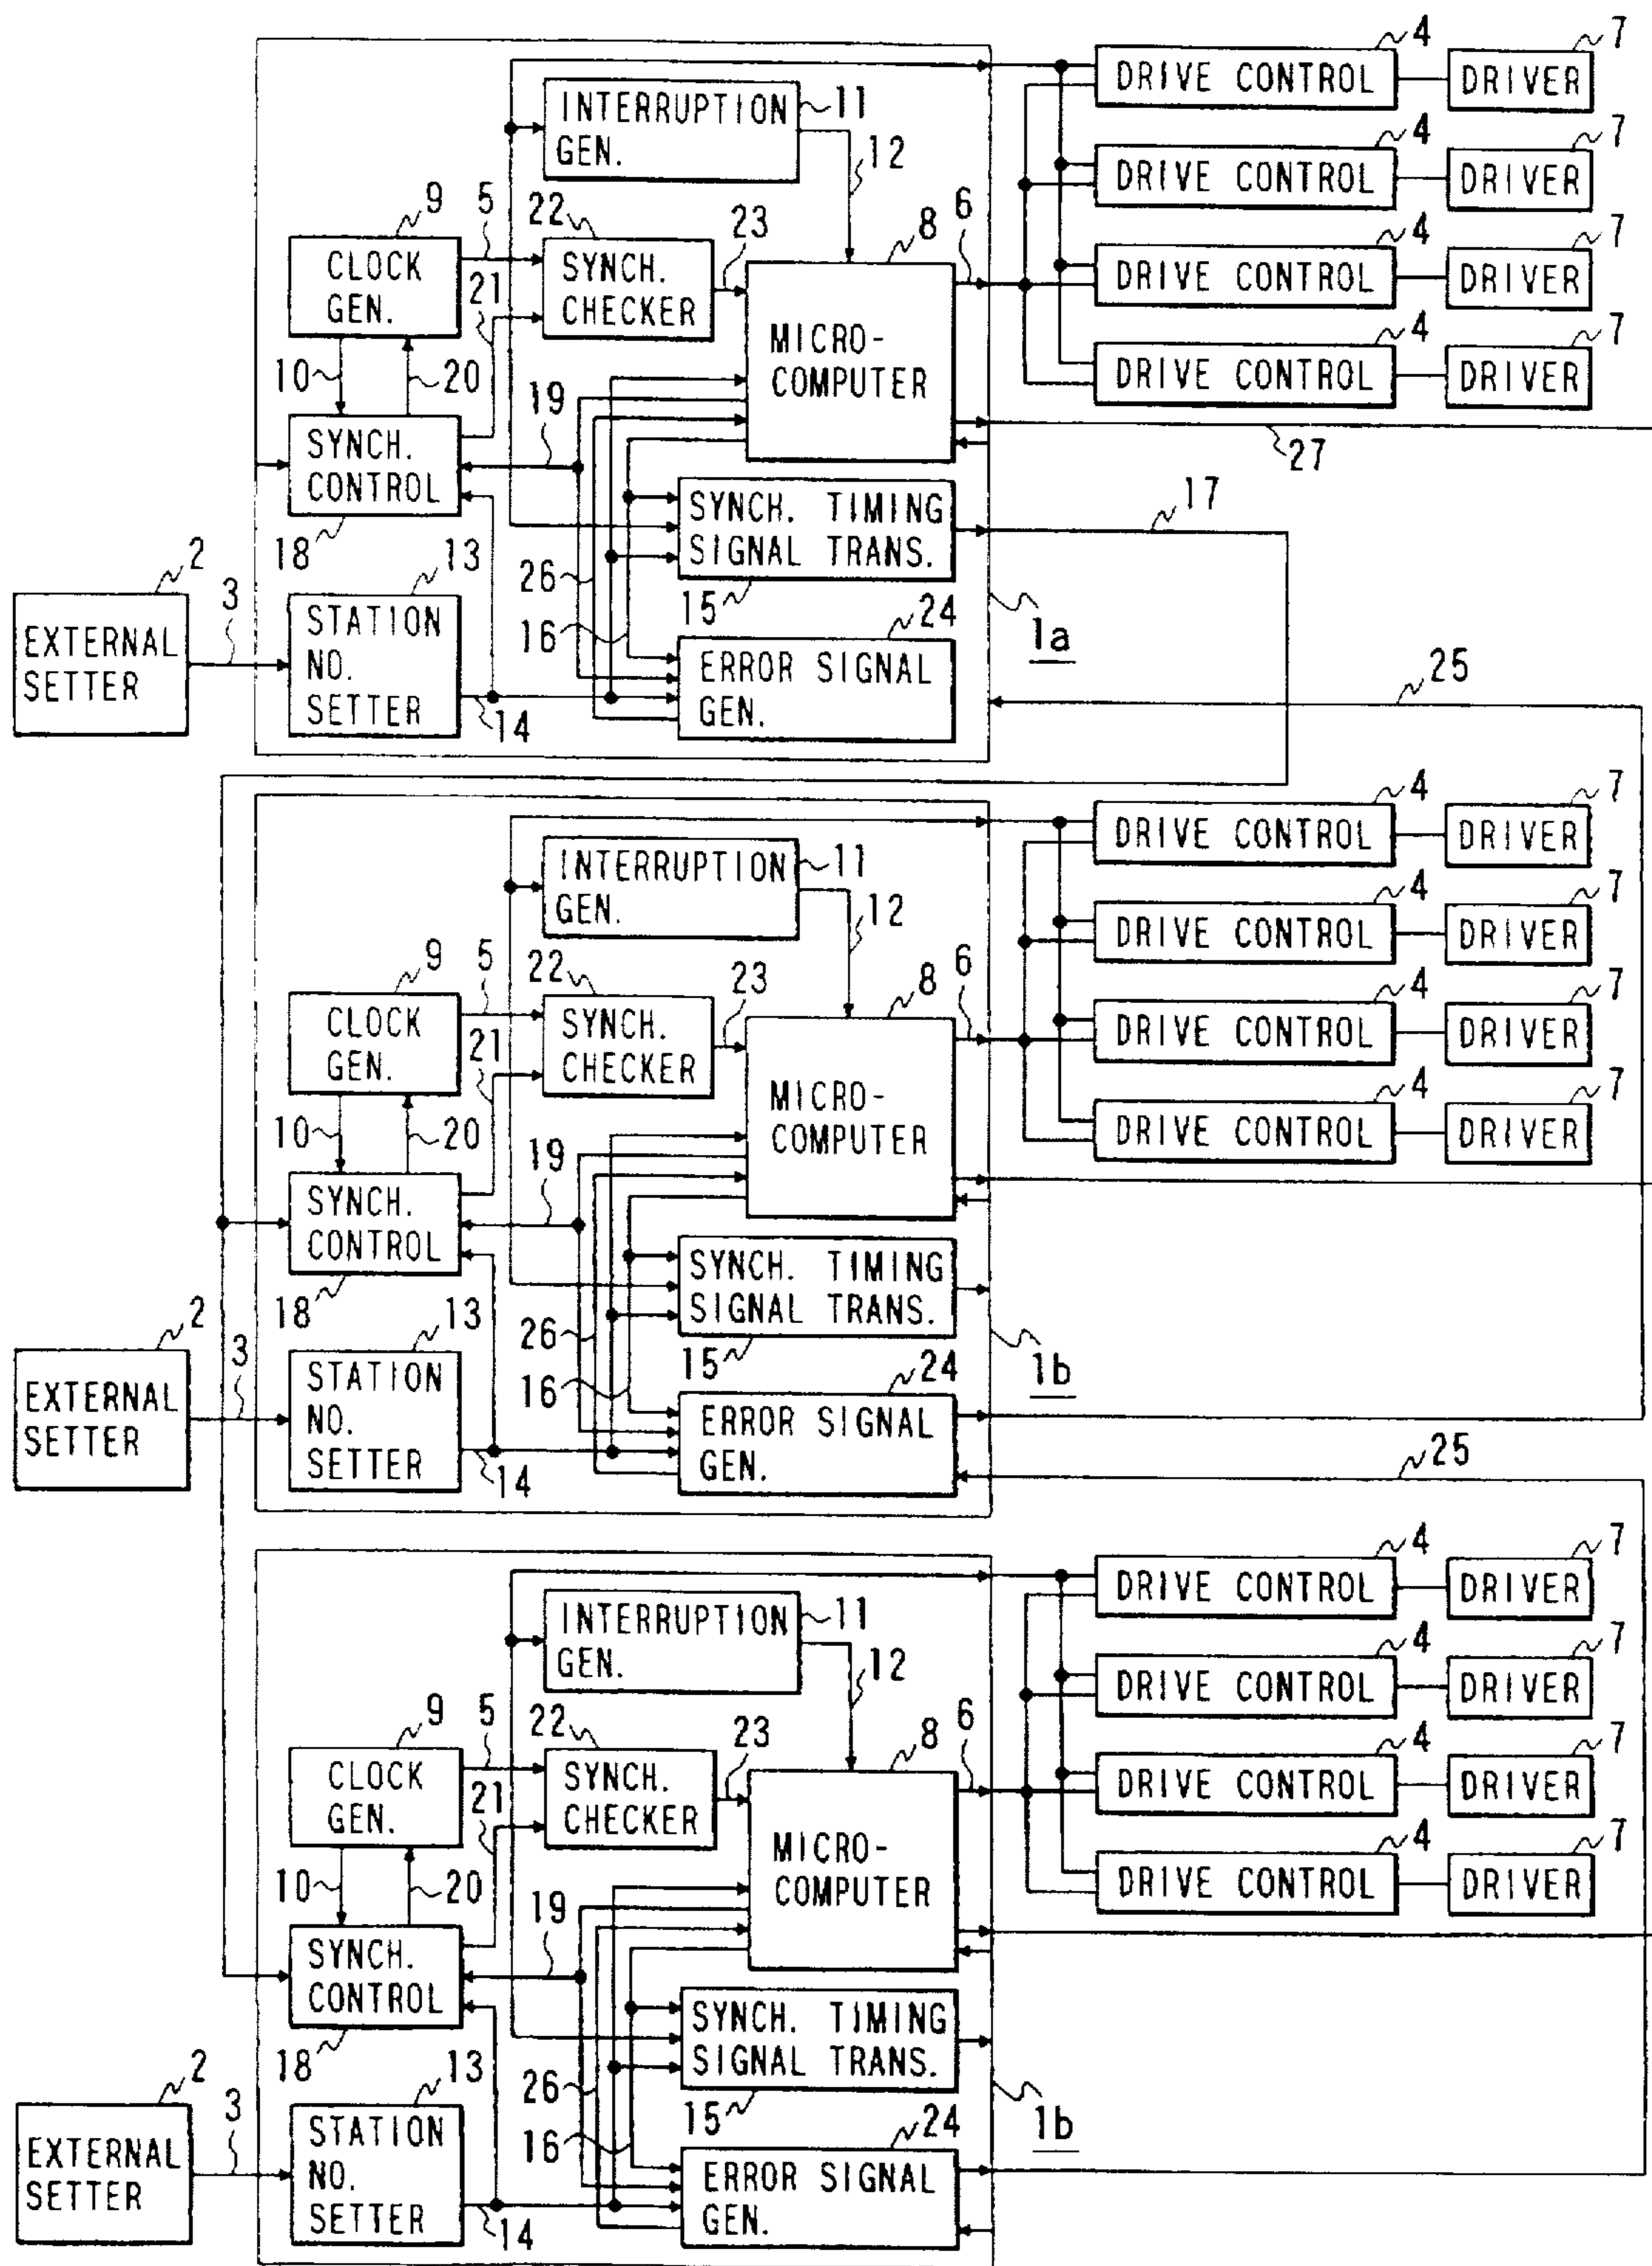 4 7
DRIVE CONTROL DRIVER
INTERRUPTION GEN. 11
12
4 7
DRIVE CONTROL DRIVER
9 5 22 23 8 6
CLOCK GEN.
SYNCH. CHECKER
4 7
DRIVE CONTROL DRIVER
21
MICRO-COMPUTER
4 7
DRIVE CONTROL DRIVER
10 20 19
SYNCH. CONTROL
27
18 13
SYNCH. TIMING SIGNAL TRANS.
17
2 3
EXTERNAL SETTER
STATION NO. SETTER
26 15 24
16
1a
ERROR SIGNAL GEN.
14
25
4 7
DRIVE CONTROL DRIVER
INTERRUPTION GEN. 11
12
4 7
DRIVE CONTROL DRIVER
9 5 22 23 8 6
CLOCK GEN.
SYNCH. CHECKER
4 7
DRIVE CONTROL DRIVER
21
MICRO-COMPUTER
4 7
DRIVE CONTROL DRIVER
10 20 19
SYNCH. CONTROL
18 13
SYNCH. TIMING SIGNAL TRANS.
2 3
EXTERNAL SETTER
STATION NO. SETTER
26 15 24
16
1b
ERROR SIGNAL GEN.
14
25
4 7
DRIVE CONTROL DRIVER
INTERRUPTION GEN. 11
12
4 7
DRIVE CONTROL DRIVER
9 5 22 23 8 6
CLOCK GEN.
SYNCH. CHECKER
4 7
DRIVE CONTROL DRIVER
21
MICRO-COMPUTER
4 7
DRIVE CONTROL DRIVER
10 20 19
SYNCH. CONTROL
18 13
SYNCH. TIMING SIGNAL TRANS.
2 3
EXTERNAL SETTER
STATION NO. SETTER
26 15 24
16
1b
ERROR SIGNAL GEN.
14